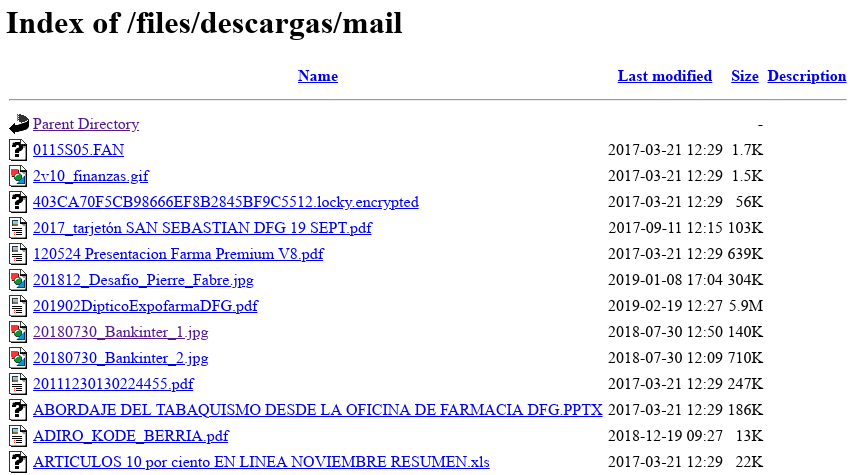 Index of /files/descargas/mail
Name Last modified Size Description
Parent Directory -
0115S05.FAN 2017-03-21 12:29 1.7K
2v10_finanzas.gif 2017-03-21 12:29 1.5K
403CA70F5CB98666EF8B2845BF9C5512.locky.encrypted 2017-03-21 12:29 56K
2017_tarjetón SAN SEBASTIAN DFG 19 SEPT.pdf 2017-09-11 12:15 103K
120524 Presentacion Farma Premium V8.pdf 2017-03-21 12:29 639K
201812_Desafio_Pierre_Fabre.jpg 2019-01-08 17:04 304K
201902DipticoExpofarmaDFG.pdf 2019-02-19 12:27 5.9M
20180730_Bankinter_1.jpg 2018-07-30 12:50 140K
20180730_Bankinter_2.jpg 2018-07-30 12:09 710K
20111230130224455.pdf 2017-03-21 12:29 247K
ABORDAJE DEL TABAQUISMO DESDE LA OFICINA DE FARMACIA DFG.PPTX 2017-03-21 12:29 186K
ADIRO_KODE_BERRIA.pdf 2018-12-19 09:27 13K
ARTICULOS 10 por ciento EN LINEA NOVIEMBRE RESUMEN.xls 2017-03-21 12:29 22K